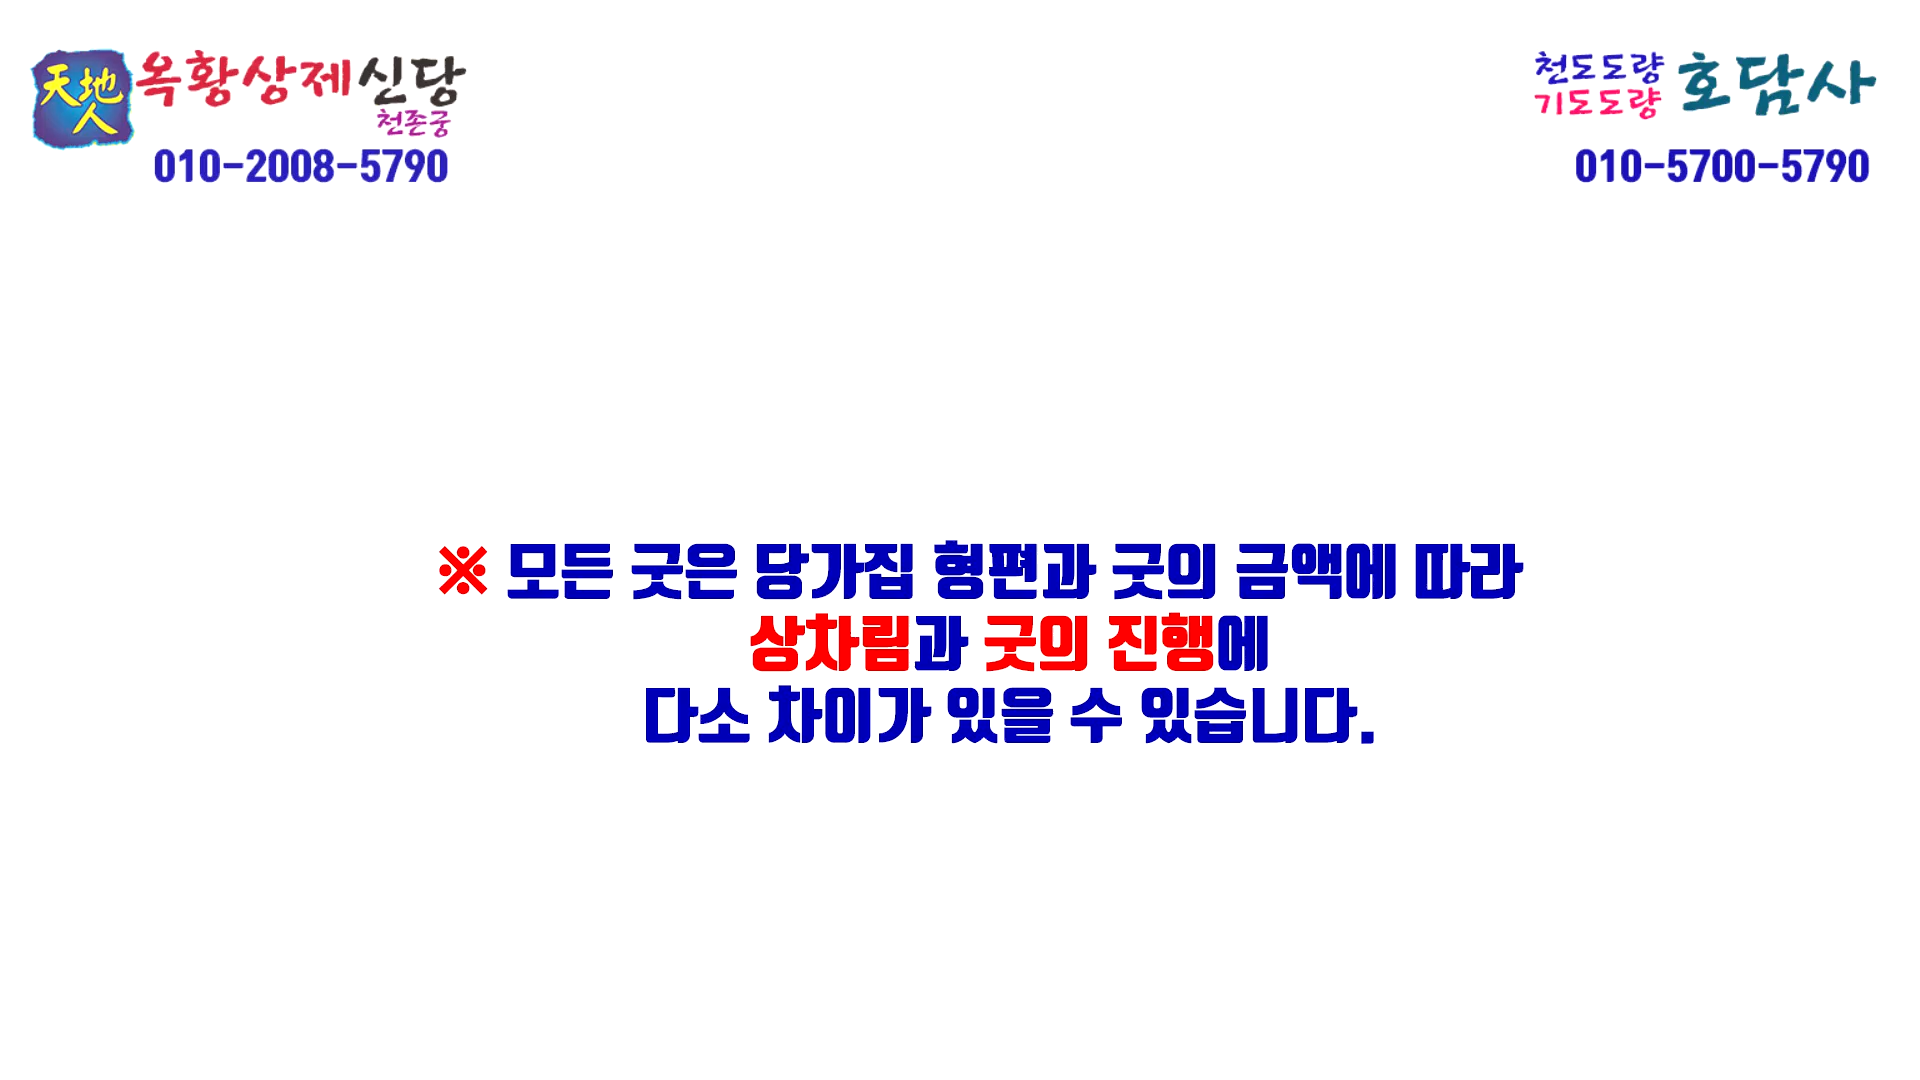 天地人
옥황상제신당
천존궁
010-2008-5790
천도도량
기도도량
호담사
010-5700-5790
※ 모든 굿은 당가집 형편과 굿의 금액에 따라
상차림과 굿의 진행에
다소 차이가 있을 수 있습니다.